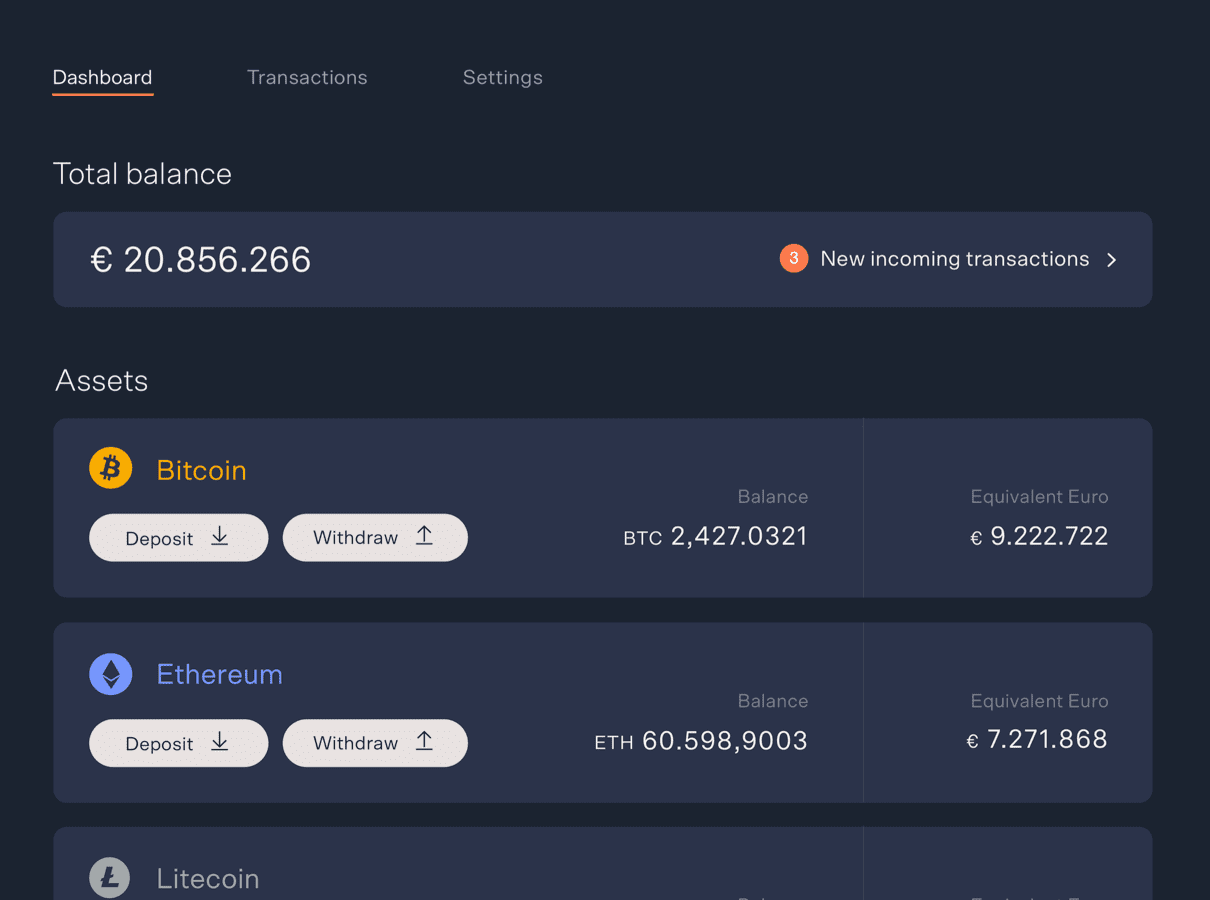 Dashboard Transactions Settings
Total balance
€ 20.856.266
3 New incoming transactions
Assets
Bitcoin
Balance Equivalent Euro
Deposit Withdraw BTC 2,427.0321 € 9.222.722
Ethereum
Balance Equivalent Euro
Deposit Withdraw ETH 60.598,9003 € 7.271.868
Litecoin